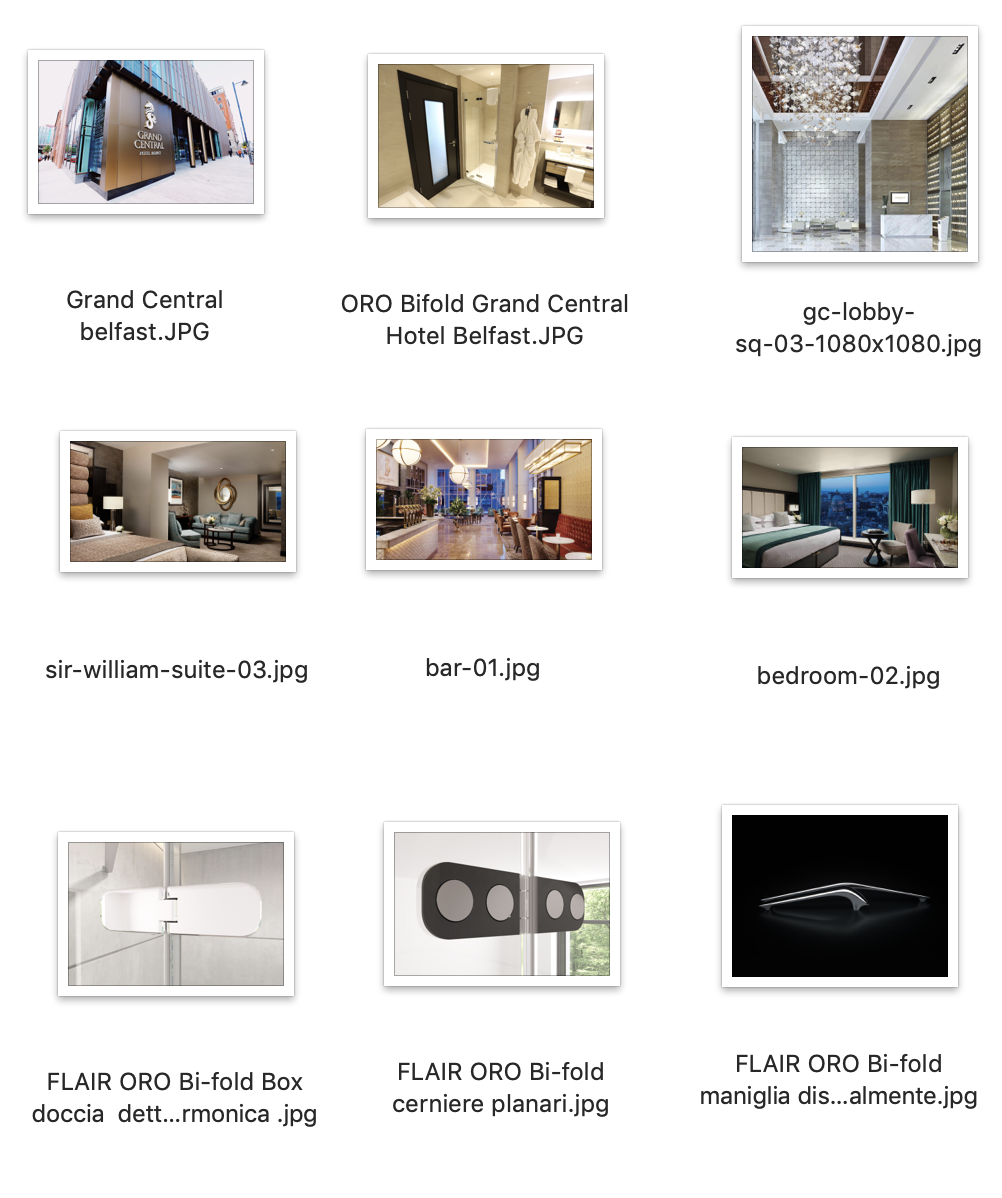 GRAND
CENTRAL
Grand Central
belfast.JPG
ORO Bifold Grand Central
Hotel Belfast.JPG
gc-lobby-
sq-03-1080x1080.jpg
sir-william-suite-03.jpg
bar-01.jpg
bedroom-02.jpg
FLAIR ORO Bi-fold Box
doccia dett...rmonica .jpg
FLAIR ORO Bi-fold
cerniere planari.jpg
FLAIR ORO Bi-fold
maniglia dis...almente.jpg